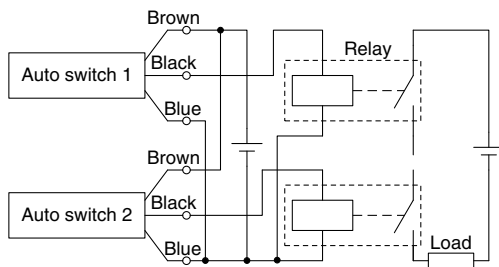 Brown
Relay
Auto switch 1
Black
Blue
Brown
Auto switch 2
Black
Blue
Load